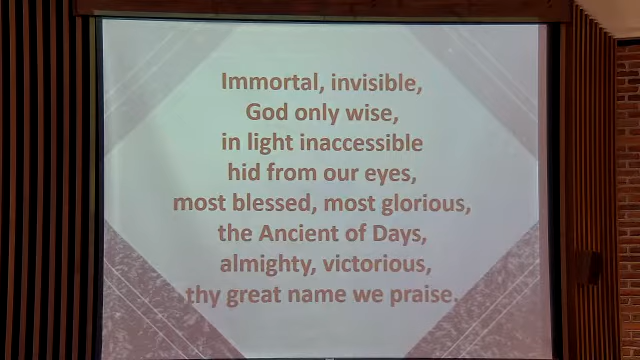 Immortal, invisible,
God only wise,
in light inaccessible
hid from our eyes,
most blessed, most glorious,
the Ancient of Days,
almighty, victorious,
thy great name we praise.